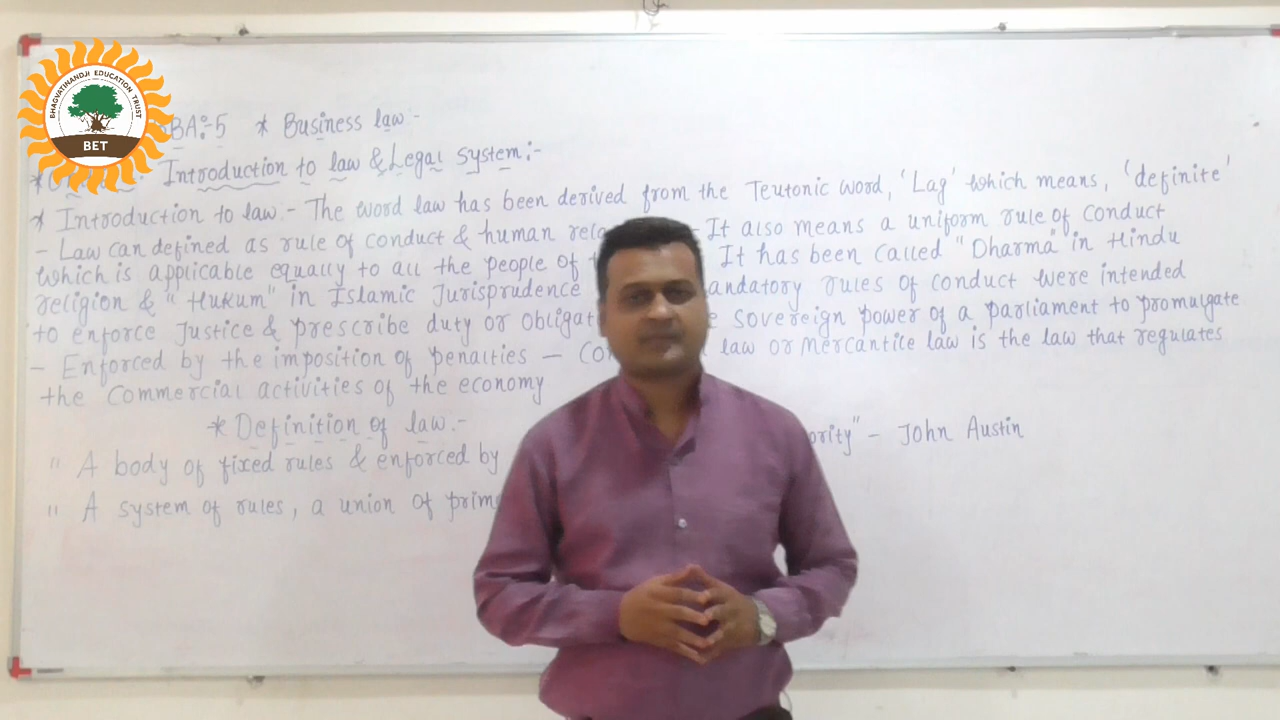 BHAGVATINANDJI EDUCATION TRUST
BET
BBA:-5 * Business law:-
Introduction to law & Legal system:-
* Introduction to law:- The word law has been derived from the Teutonic word, 'Lag' which means, 'definite'
- Law can defined as rule of conduct & human It also means a uniform rule of conduct
which is applicable equally to all the people of It has been called "Dharma" in Hindu
religion & "Hukum" in Islamic Jurisprudence andatory rules of conduct were intended
to enforce Justice & prescribe duty or obligat sovereign power of a parliament to promulgate
- Enforced by the imposition of penalties - law or Mercantile law is the law that regulates
the commercial activities of the economy
* Definition of law:-
" A body of fixed rules & enforced by ority" - John Austin
" A system of rules, a union of prim